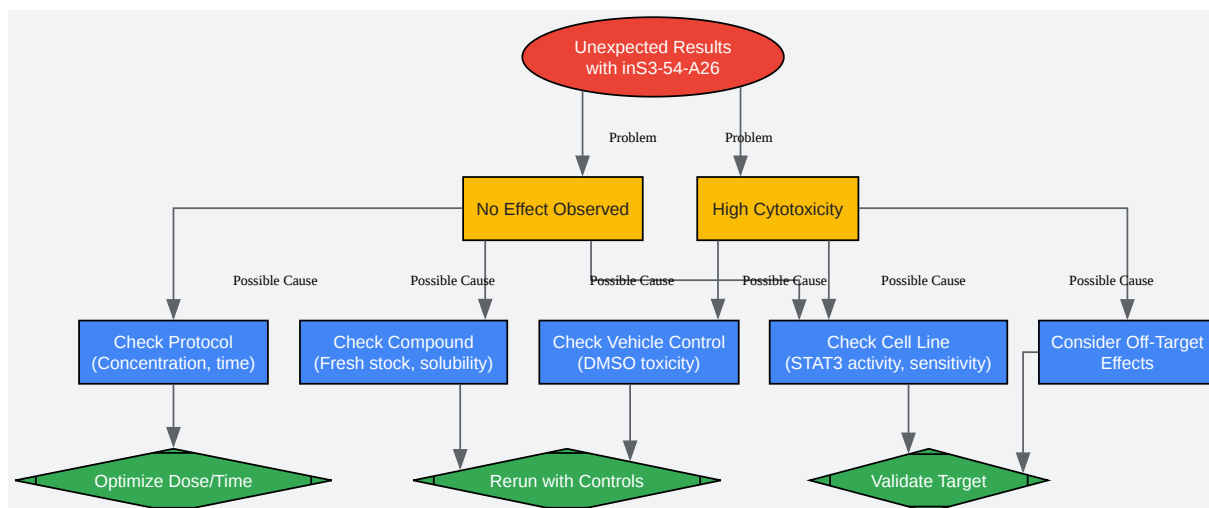 Unexpected Results
with inS3-54-A26
Problem
Problem
No Effect Observed
High Cytotoxicity
Possible Cause
Possible Cause
Possible Cause
Possible Cause
Possible Cause
Possible Cause
Check Protocol
(Concentration, time)
Check Compound
(Fresh stock, solubility)
Check Vehicle Control
(DMSO toxicity)
Check Cell Line
(STAT3 activity, sensitivity)
Consider Off-Target
Effects
Optimize Dose/Time
Rerun with Controls
Validate Target